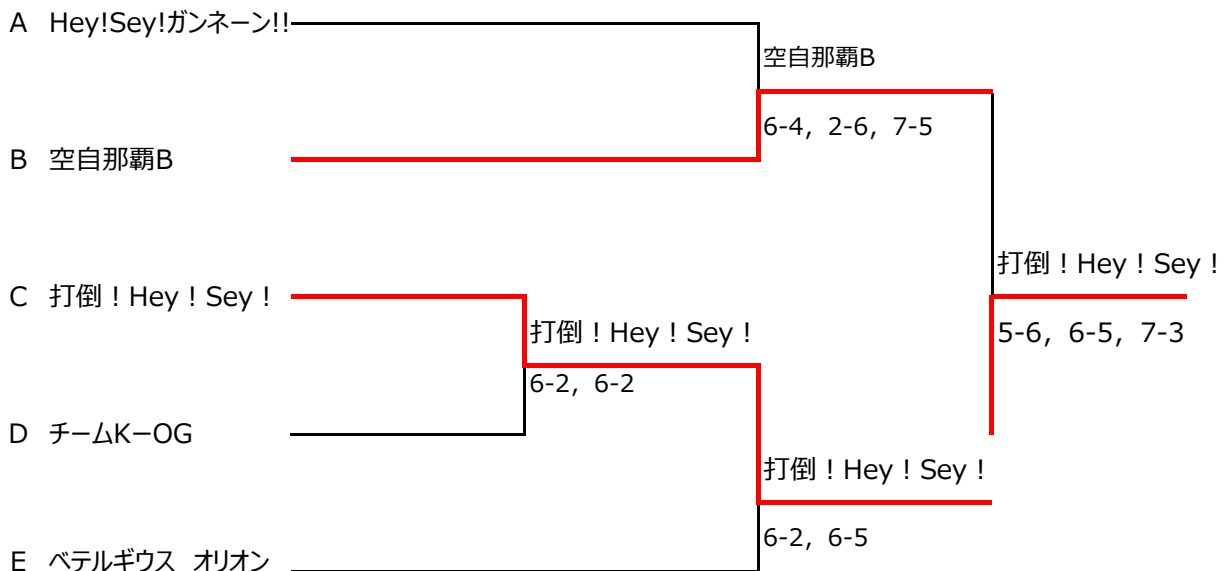 A Hey!Sey!ガンネーン!!
空自那覇B
6-4, 2-6, 7-5
B 空自那覇B
打倒！Hey！Sey！
C 打倒！Hey！Sey！
打倒！Hey！Sey！
5-6, 6-5, 7-3
6-2, 6-2
D チームKーOG
打倒！Hey！Sey！
6-2, 6-5
E ベテルギウス オリオン